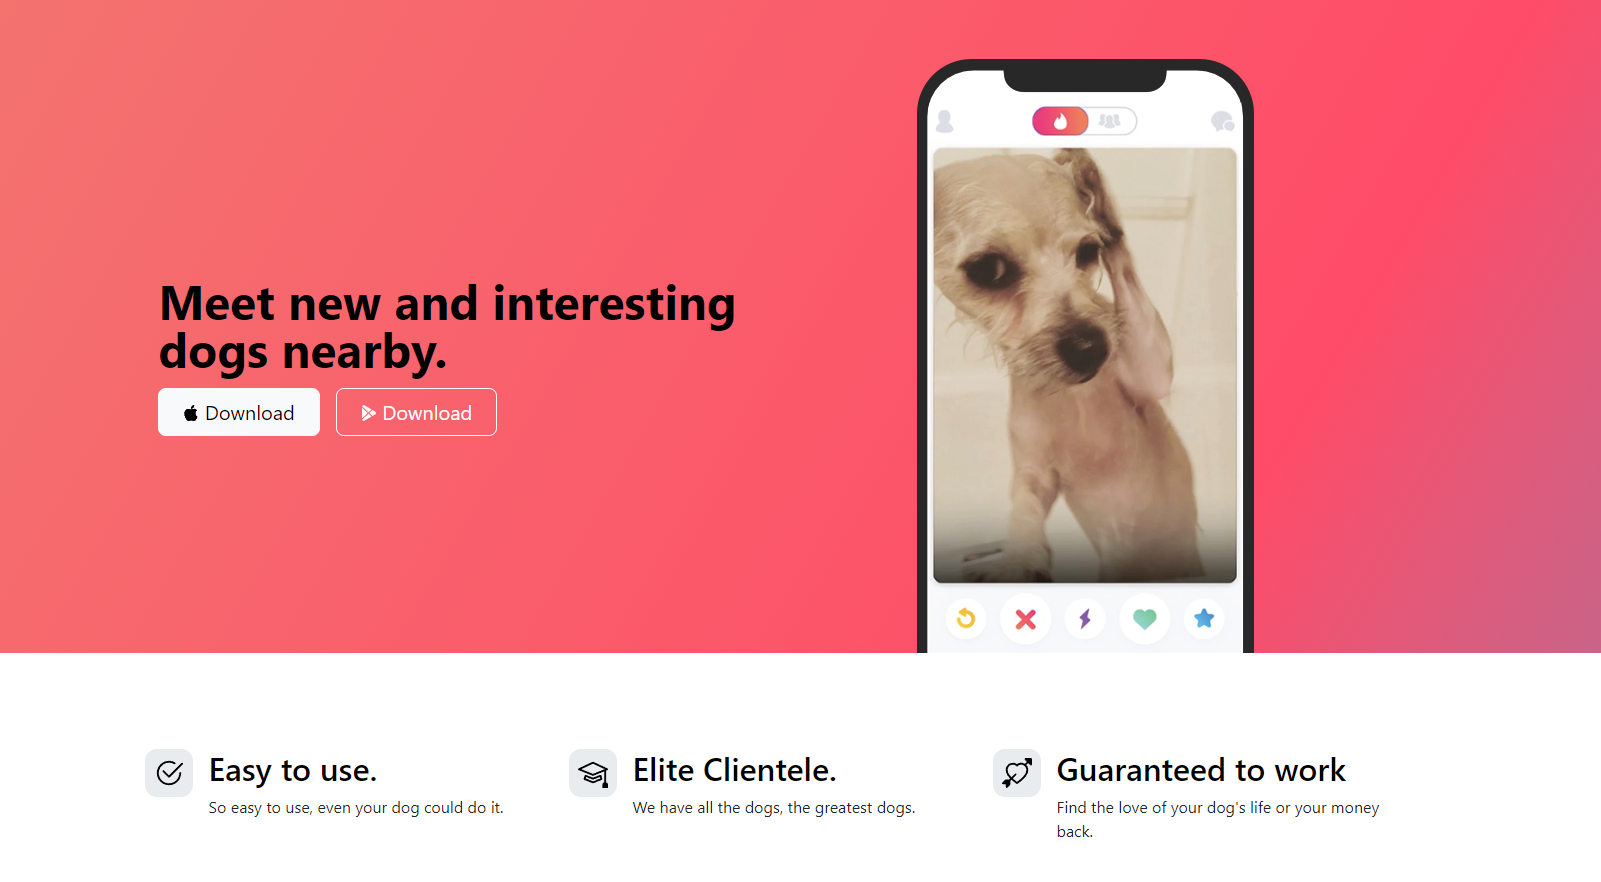 Meet new and interesting
dogs nearby.
Download
Download
Easy to use.
So easy to use, even your dog could do it.
Elite Clientele.
We have all the dogs, the greatest dogs.
Guaranteed to work
Find the love of your dog's life or your money
back.